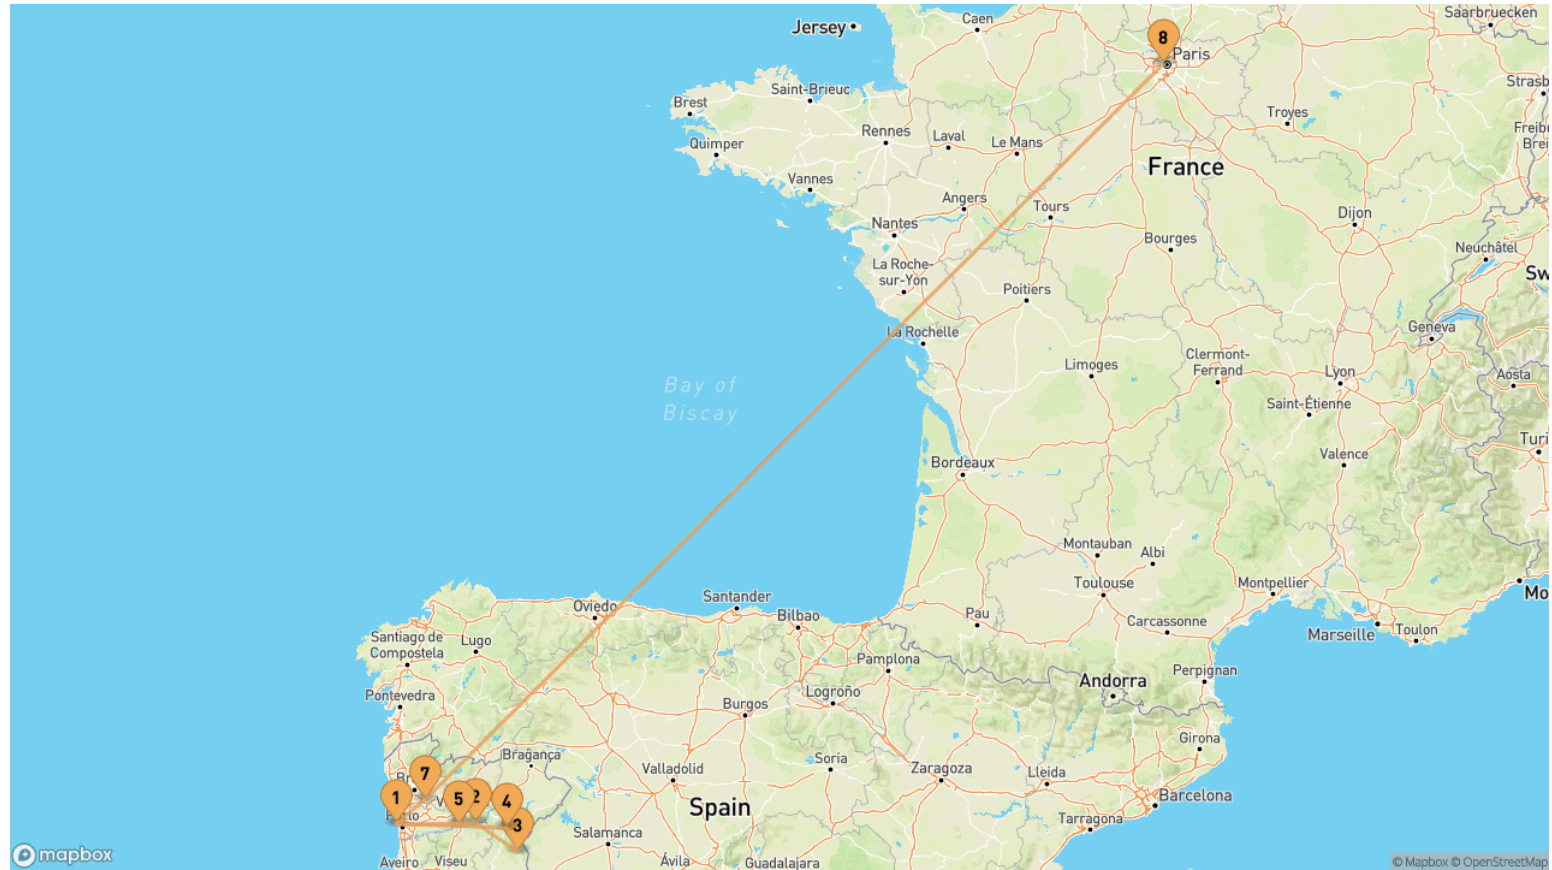 Jersey
Caen
Saarbruecken
8
Paris
Strasb
Brest
Saint-Brieuc
Troyes
Freibu
Brei
Quimper
Rennes
Laval
Le Mans
France
Vannes
Angers
Tours
Dijon
Nantes
Bourges
Neuchâtel
La Roche-
sur-Yon
Sw
Poitiers
La Rochelle
Geneva
Bay of
Biscay
Limoges
Clermont-
Ferrand
Lyon
Aosta
Saint-Étienne
Turi
Bordeaux
Valence
Montauban
Albi
Toulouse
Montpellier
Mo
Oviedo
Santander
Bilbao
Pau
Carcassonne
Marseille
Toulon
Santiago de
Compostela
Lugo
Pamplona
Perpignan
Andorra
Pontevedra
Burgos
Logroño
Girona
Bragança
7
Br
Valladolid
Soria
Zaragoza
Lleida
1
5
2
4
V
Spain
Barcelona
3
Salamanca
Tarragona
Aveiro
Viseu
Ávila
Guadalajara
mapbox
© Mapbox © OpenStreetMap